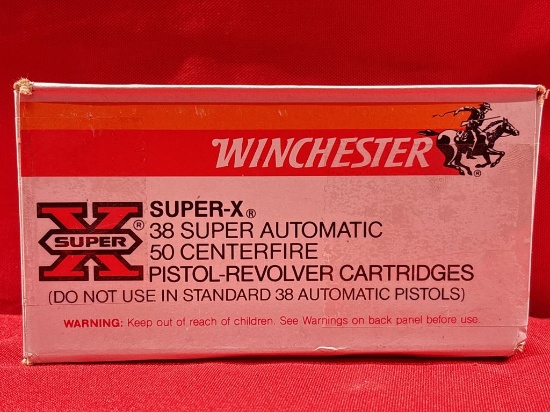 WINCHESTER®
X® SUPER
SUPER-X®
38 SUPER AUTOMATIC
50 CENTERFIRE
PISTOL-REVOLVER CARTRIDGES
(DO NOT USE IN STANDARD 38 AUTOMATIC PISTOLS)
WARNING: Keep out of reach of children. See Warnings on back panel before use.